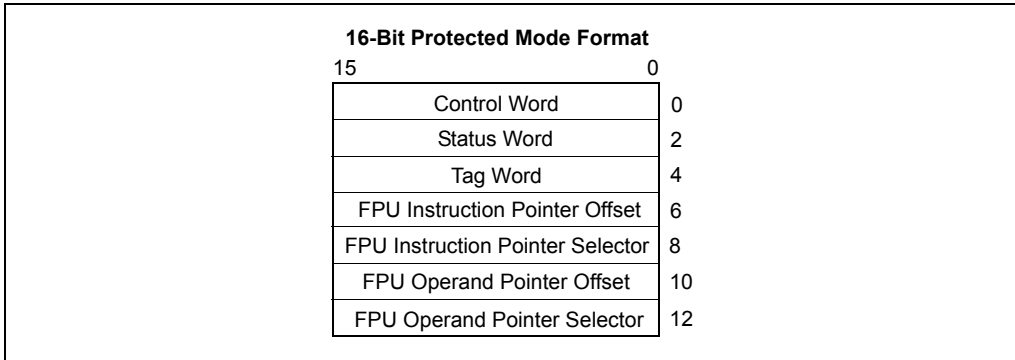 16-Bit Protected Mode Format
15 0
Control Word 0
Status Word 2
Tag Word 4
FPU Instruction Pointer Offset 6
FPU Instruction Pointer Selector 8
FPU Operand Pointer Offset 10
FPU Operand Pointer Selector 12